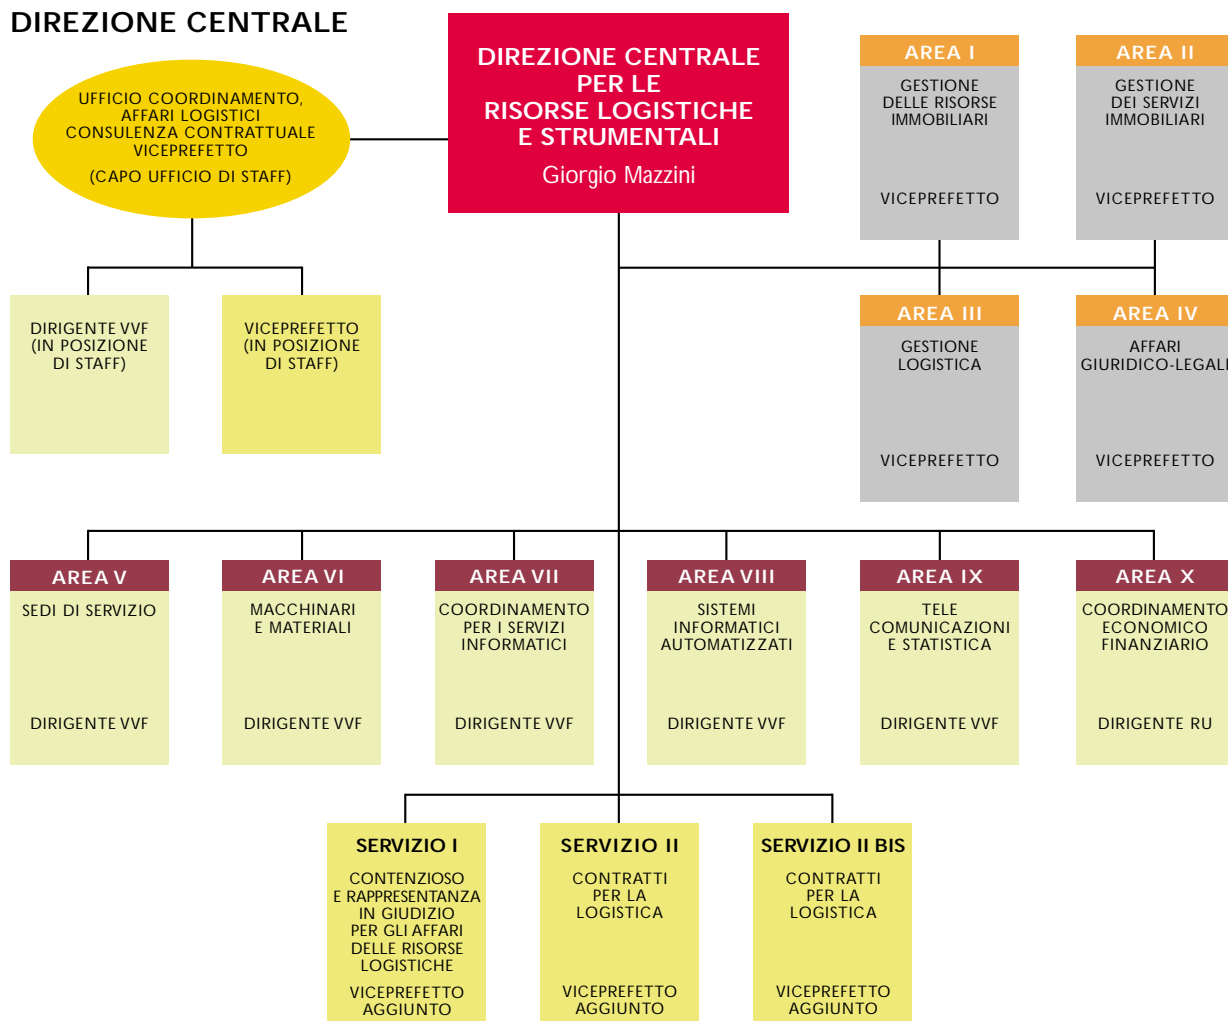 DIREZIONE CENTRALE
DIREZIONE CENTRALE
PER LE
RISORSE LOGISTICHE
E STRUMENTALI
Giorgio Mazzini
UFFICIO COORDINAMENTO,
AFFARI LOGISTICI
CONSULENZA CONTRATTUALE
VICEPREFETTO
(CAPO UFFICIO DI STAFF)
DIRIGENTE VVF
(IN POSIZIONE
DI STAFF)
VICEPREFETTO
(IN POSIZIONE
DI STAFF)
AREA I
GESTIONE
DELLE RISORSE
IMMOBILIARI
VICEPREFETTO
AREA II
GESTIONE
DEI SERVIZI
IMMOBILIARI
VICEPREFETTO
AREA III
GESTIONE
LOGISTICA
VICEPREFETTO
AREA IV
AFFARI
GIURIDICO-LEGALI
VICEPREFETTO
AREA V
SEDI DI SERVIZIO
DIRIGENTE VVF
AREA VI
MACCHINARI
E MATERIALI
DIRIGENTE VVF
AREA VII
COORDINAMENTO
PER I SERVIZI
INFORMATICI
DIRIGENTE VVF
AREA VIII
SISTEMI
INFORMATICI
AUTOMATIZZATI
DIRIGENTE VVF
AREA IX
TELE
COMUNICAZIONI
E STATISTICA
DIRIGENTE VVF
AREA X
COORDINAMENTO
ECONOMICO
FINANZIARIO
DIRIGENTE RU
SERVIZIO I
CONTENZIOSO
E RAPPRESENTANZA
IN GIUDIZIO
PER GLI AFFARI
DELLE RISORSE
LOGISTICHE
VICEPREFETTO
AGGIUNTO
SERVIZIO II
CONTRATTI
PER LA
LOGISTICA
VICEPREFETTO
AGGIUNTO
SERVIZIO II BIS
CONTRATTI
PER LA
LOGISTICA
VICEPREFETTO
AGGIUNTO